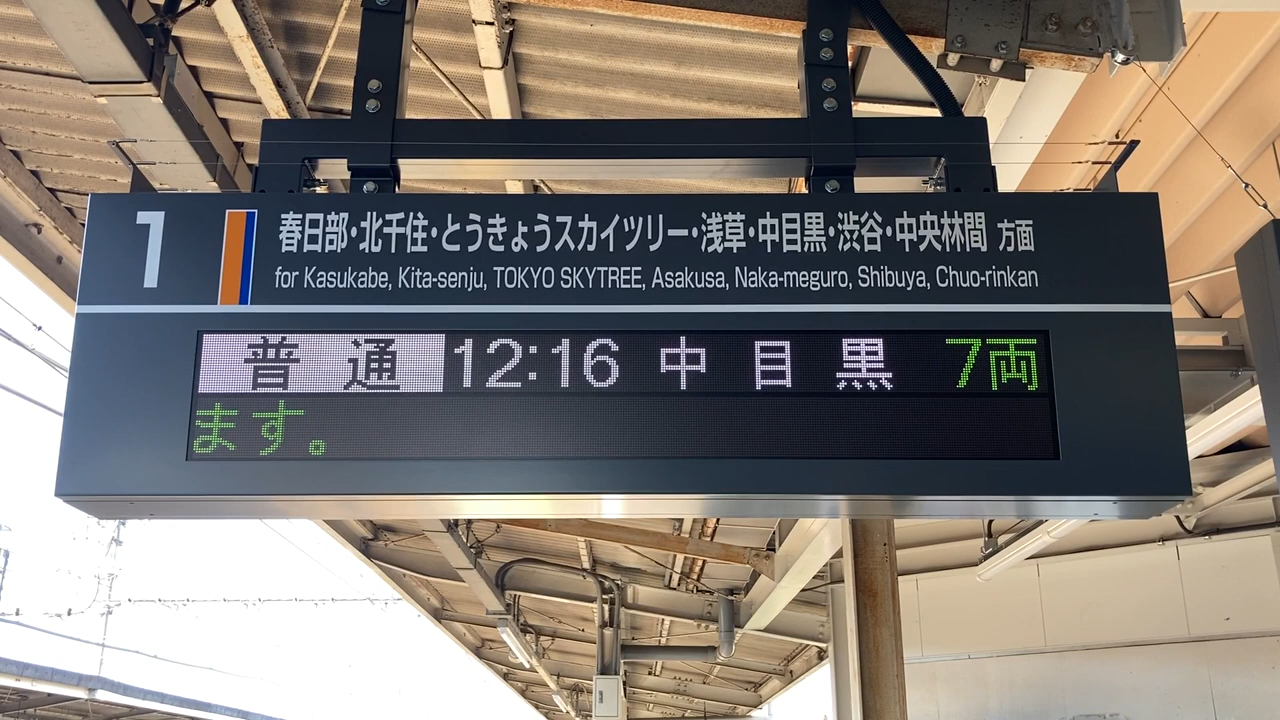 1 春日部・北千住・とうきょうスカイツリー・浅草・中目黒・渋谷・中央林間 方面
for Kasukabe, Kita-senju, TOKYO SKYTREE, Asakusa, Naka-meguro, Shibuya, Chuo-rinkan
普通 12:16 中目黒 7両
ます。